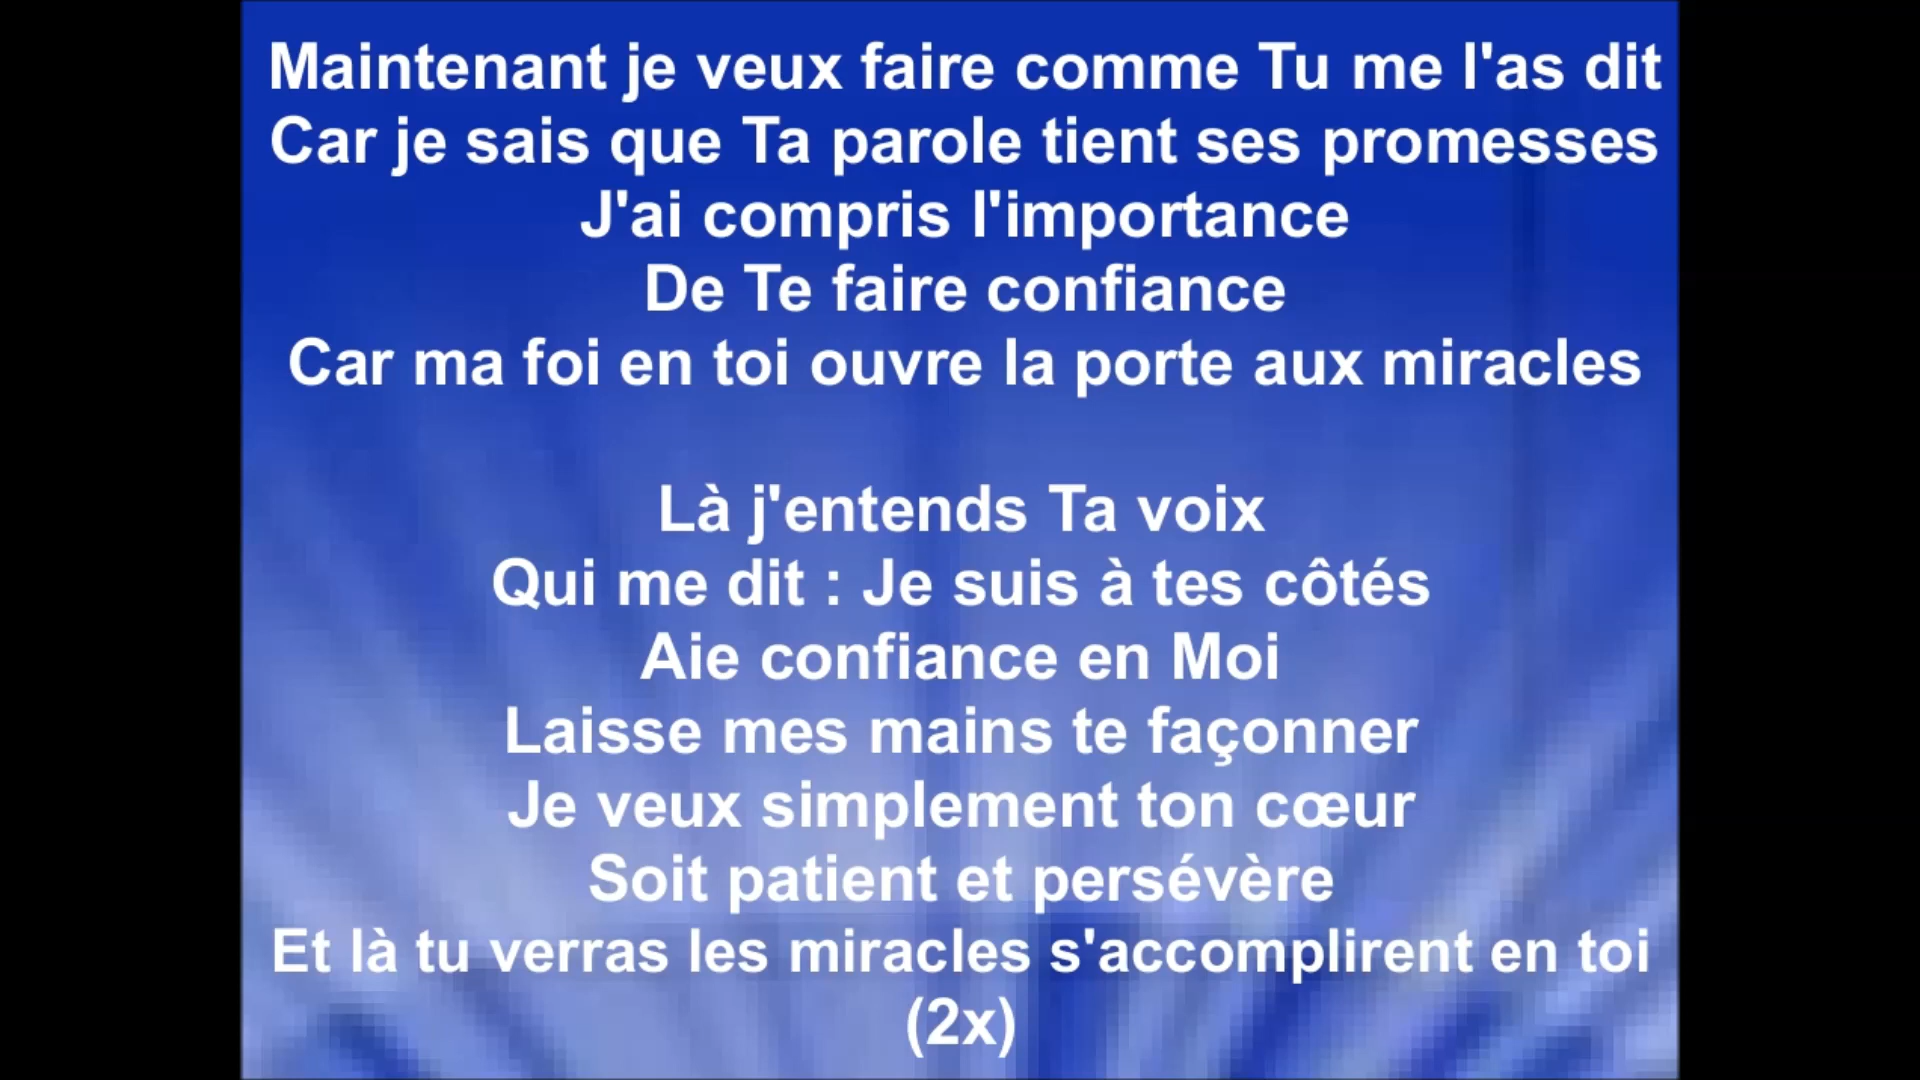 Maintenant je veux faire comme Tu me l'as dit
Car je sais que Ta parole tient ses promesses
J'ai compris l'importance
De Te faire confiance
Car ma foi en toi ouvre la porte aux miracles
Là j'entends Ta voix
Qui me dit : Je suis à tes côtés
Aie confiance en Moi
Laisse mes mains te façonner
Je veux simplement ton cœur
Soit patient et persévère
Et là tu verras les miracles s'accomplirent en toi
(2x)